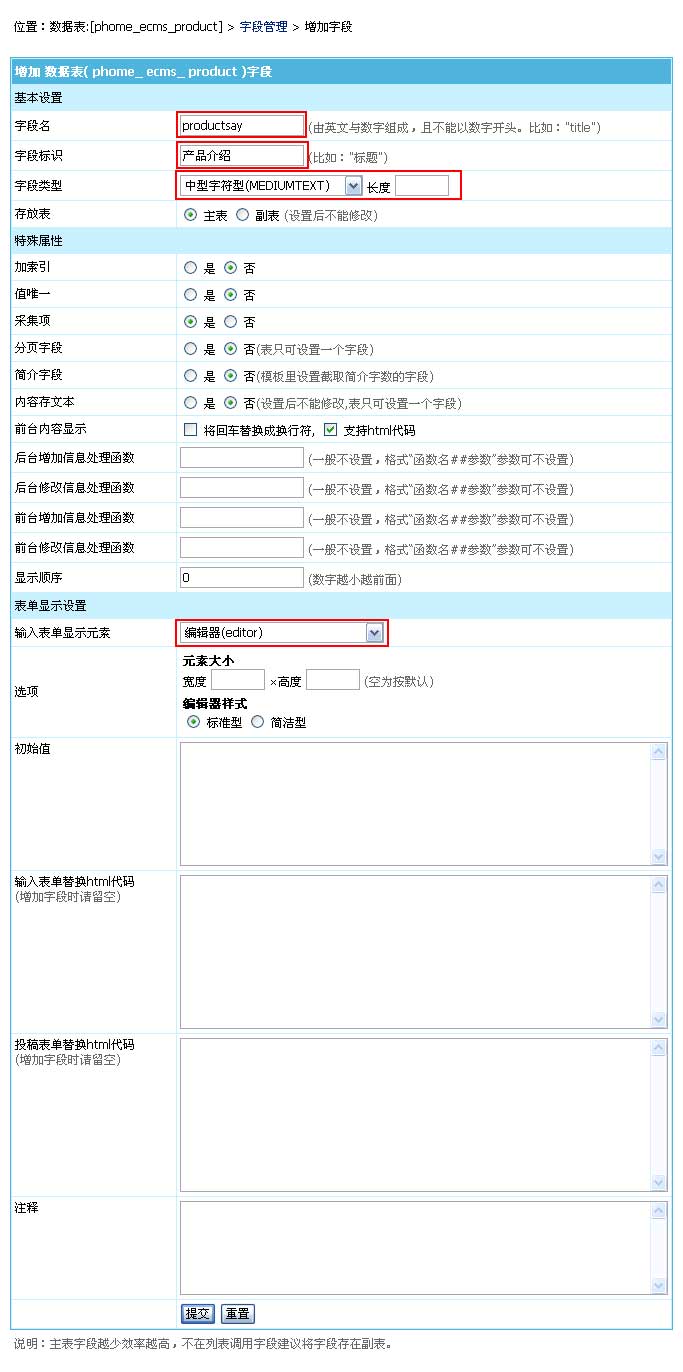 位置：数据表:[phome_ecms_product] > 字段管理 > 增加字段
增加 数据表( phome_ ecms_ product )字段
基本设置
字段名 productsay (由英文与数字组成，且不能以数字开头。比如："title")
字段标识 产品介绍 (比如："标题")
字段类型 中型字符型(MEDIUMTEXT) 长度
存放表 主表 副表 (设置后不能修改)
特殊属性
加索引 是 否
值唯一 是 否
采集项 是 否
分页字段 是 否(表只可设置一个字段)
简介字段 是 否(模板里设置截取简介字数的字段)
内容存文本 是 否(设置后不能修改,表只可设置一个字段)
前台内容显示 将回车替换成换行符, 支持html代码
后台增加信息处理函数 (一般不设置，格式"函数名##参数"参数可不设置)
后台修改信息处理函数 (一般不设置，格式"函数名##参数"参数可不设置)
前台增加信息处理函数 (一般不设置，格式"函数名##参数"参数可不设置)
前台修改信息处理函数 (一般不设置，格式"函数名##参数"参数可不设置)
显示顺序 0 (数字越小越前面)
表单显示设置
输入表单显示元素 编辑器(editor)
选项
元素大小
宽度 ×高度 (空为按默认)
编辑器样式
标准型 简洁型
初始值
输入表单替换html代码
(增加字段时请留空)
投稿表单替换html代码
(增加字段时请留空)
注释
提交 重置
说明：主表字段越少效率越高，不在列表调用字段建议将字段存在副表。